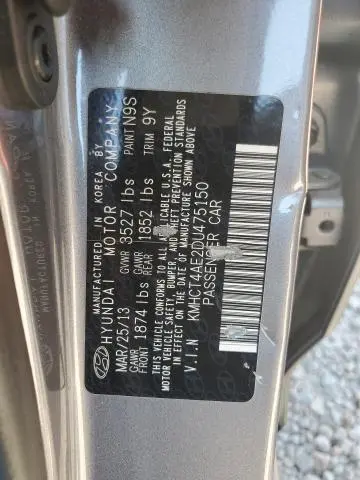 MANUFACTURED IN KOREA BY
HYUNDAI MOTOR COMPANY
MAR/25/13 GVWR 3527 lbs PAINT N9S
GAWR FRONT 1874 lbs GAWR REAR 1852 lbs TRIM 9Y
THIS VEHICLE CONFORMS TO ALL APPLICABLE U.S.A. FEDERAL
MOTOR VEHICLE SAFETY, BUMPER, AND THEFT PREVENTION STANDARDS
IN EFFECT ON THE DATE OF MANUFACTURE SHOWN ABOVE
V.I.N KMHCT4AE2DU475150
PASSENGER CAR